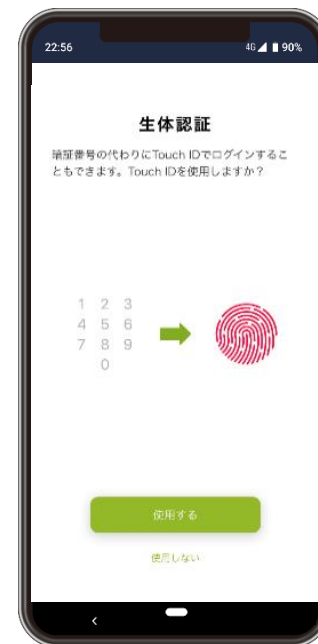 22:56 4G 90%
生体認証
暗証番号の代わりにTouch IDでログインするこ
ともできます。Touch IDを使用しますか？
1 2 3
4 5 6
7 8 9
0
使用する
使用しない